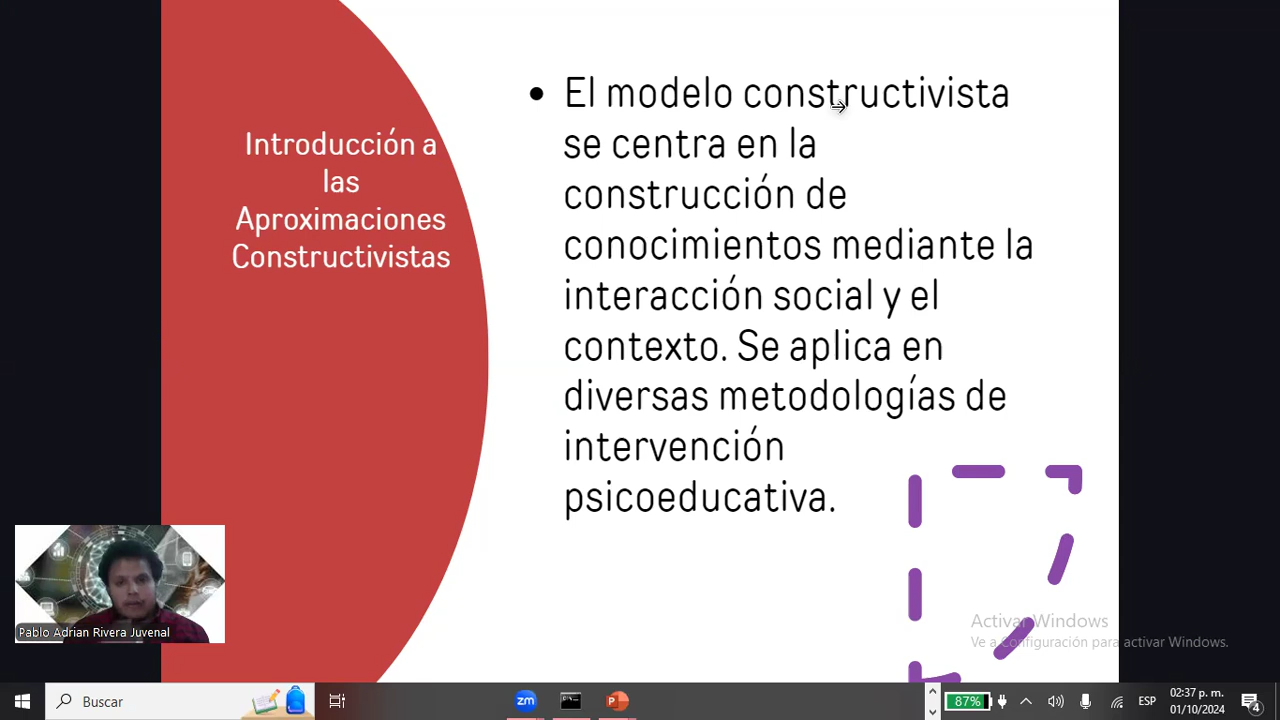 Introducción a
las
Aproximaciones
Constructivistas
• El modelo constructivista
se centra en la
construcción de
conocimientos mediante la
interacción social y el
contexto. Se aplica en
diversas metodologías de
intervención
psicoeducativa.
Pablo Adrian Rivera Juvenal
Activar Windows
Ve a Configuración para activar Windows.
Buscar
zm
P
87%
ESP
02:37 p. m.
01/10/2024
4